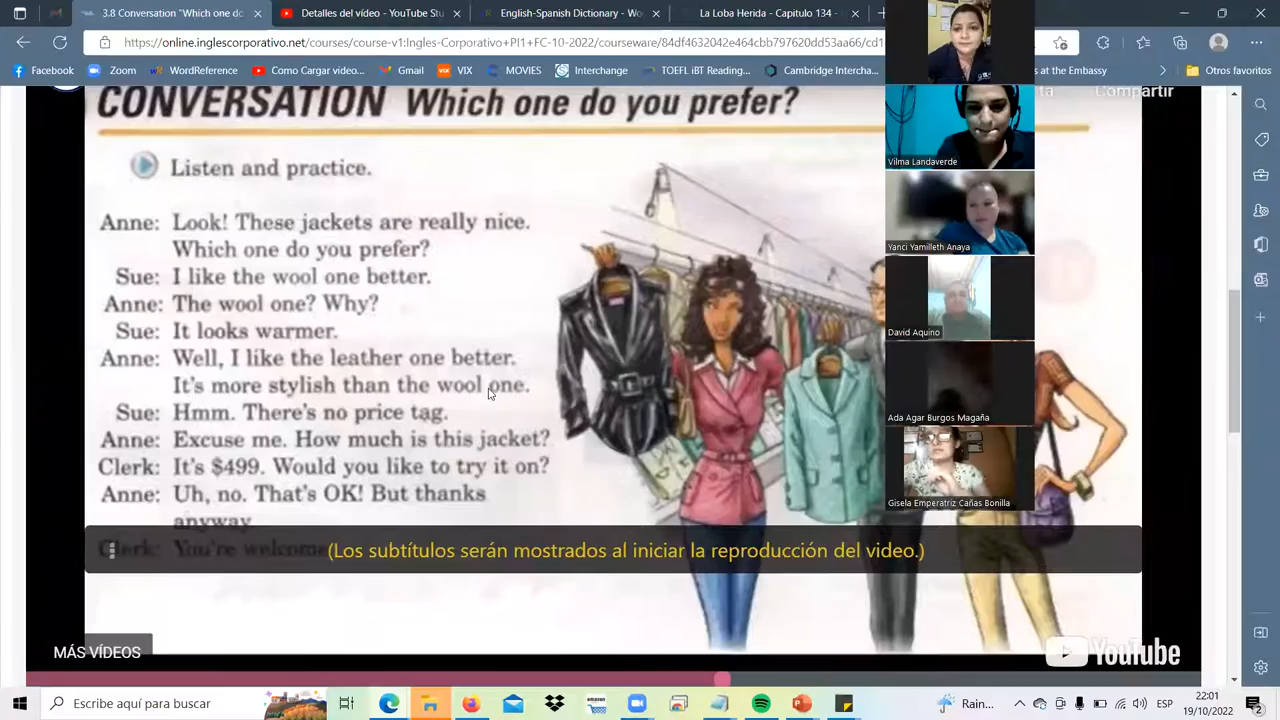 3.8 Conversation "Which one do
Detalles del vídeo - YouTube Stu
English-Spanish Dictionary - Wo
La Loba Herida - Capitulo 134 -
https://online.inglescorporativo.net/courses/course-v1:Ingles-Corporativo+PI1+FC-10-2022/courseware/84df4632042e464cbb797620dd53aa66/cd1
Facebook
Zoom
WordReference
Como Cargar video...
Gmail
VIX
MOVIES
Interchange
TOEFL iBT Reading...
Cambridge Intercha...
s at the Embassy
Otros favoritos
CONVERSATION Which one do you prefer?
Compartir
Listen and practice.
Anne: Look! These jackets are really nice.
Which one do you prefer?
Sue: I like the wool one better.
Anne: The wool one? Why?
Sue: It looks warmer.
Anne: Well, I like the leather one better.
It's more stylish than the wool one.
Sue: Hmm. There's no price tag.
Anne: Excuse me. How much is this jacket?
Clerk: It's $499. Would you like to try it on?
Anne: Uh, no. That's OK! But thanks
anyway.
Clerk: You're welcome
(Los subtítulos serán mostrados al iniciar la reproducción del video.)
Vilma Landaverde
Yanci Yamilleth Anaya
David Aquino
Ada Agar Burgos Magaña
Gisela Emperatriz Cañas Bonilla
MÁS VÍDEOS
YouTube
Escribe aquí para buscar
Rain...
ESP
22:01
19/10/2022
2